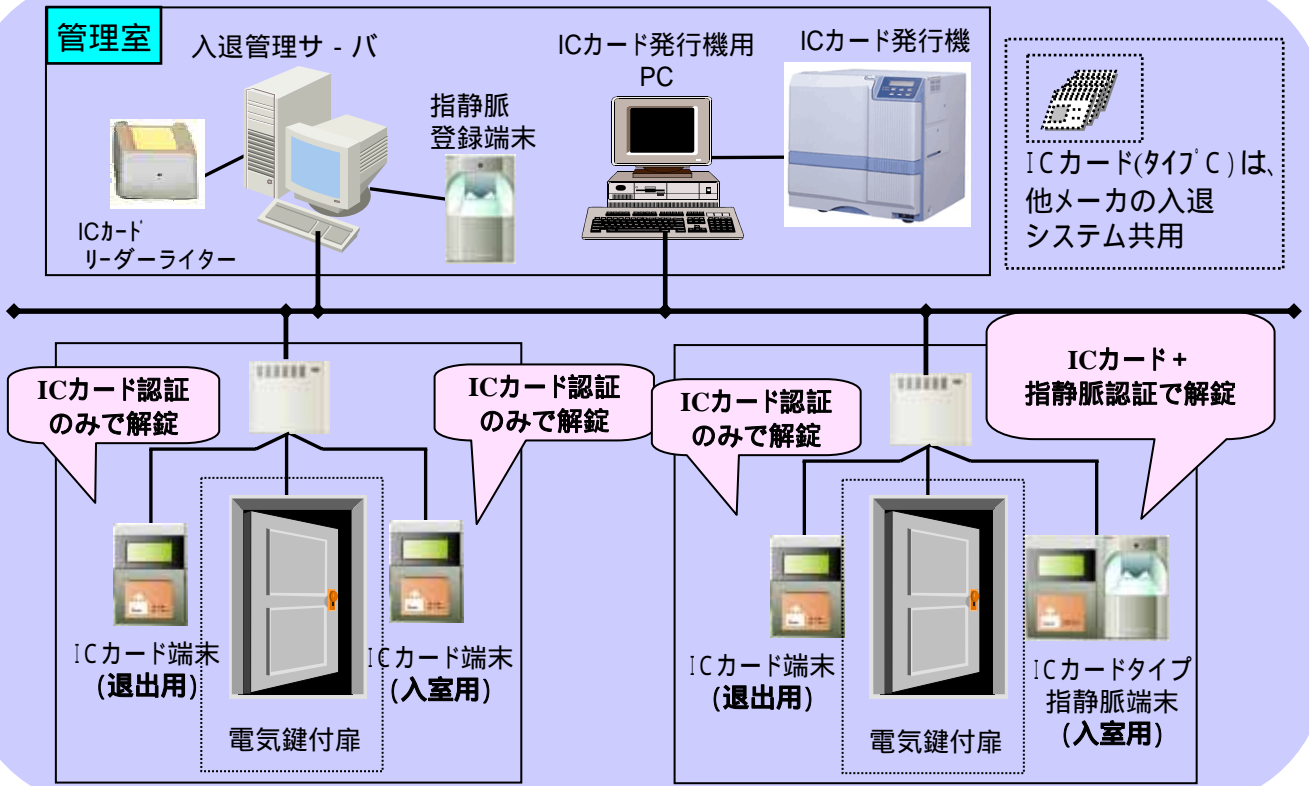 管理室
入退管理サ - バ
ICカード発行機用
PC
ICカード発行機
指静脈
登録端末
ICｶｰﾄﾞ
ﾘｰﾀﾞｰﾗｲﾀｰ
ICカード(ﾀｲﾌﾟC)は、
他メーカの入退
システム共用
ICカード認証
のみで解錠
ICカード認証
のみで解錠
ICカード認証
のみで解錠
ICカード+
指静脈認証で解錠
ICカード端末
(退出用)
電気鍵付扉
ICカード端末
(入室用)
ICカード端末
(退出用)
電気鍵付扉
ICカードタイプ
指静脈端末
(入室用)